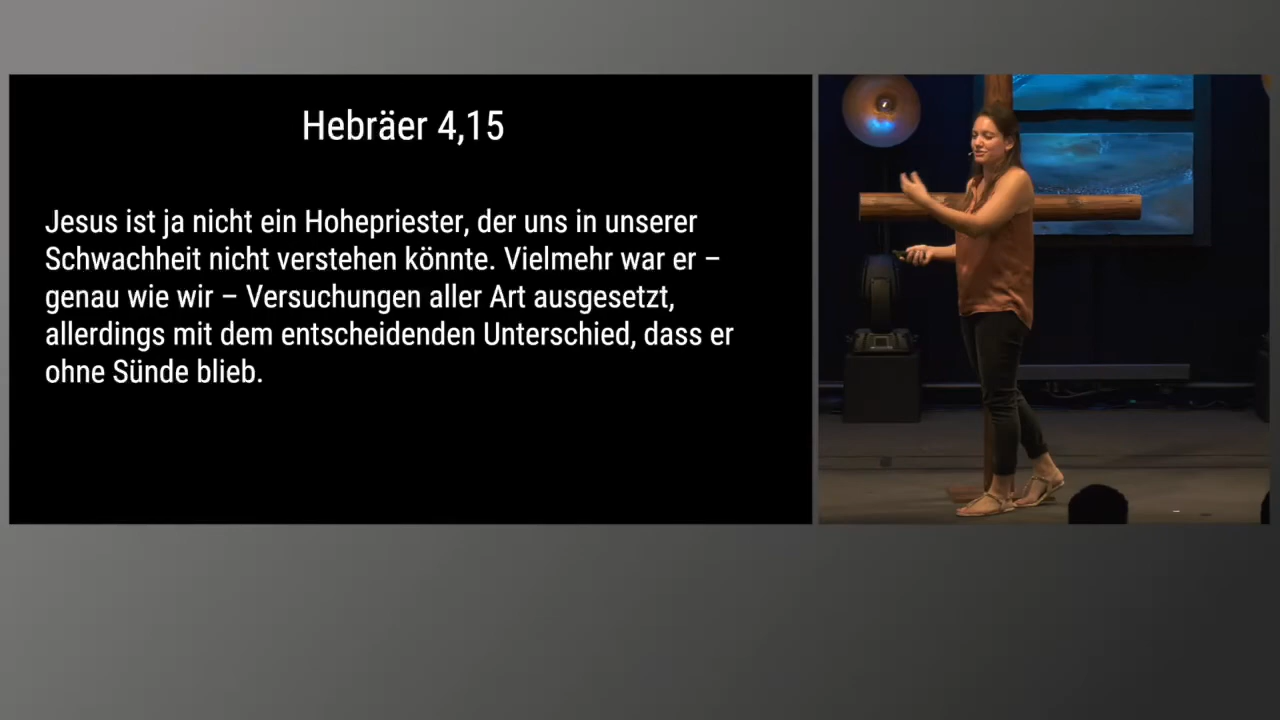 Hebräer 4,15
Jesus ist ja nicht ein Hohepriester, der uns in unserer
Schwachheit nicht verstehen könnte. Vielmehr war er –
genau wie wir – Versuchungen aller Art ausgesetzt,
allerdings mit dem entscheidenden Unterschied, dass er
ohne Sünde blieb.